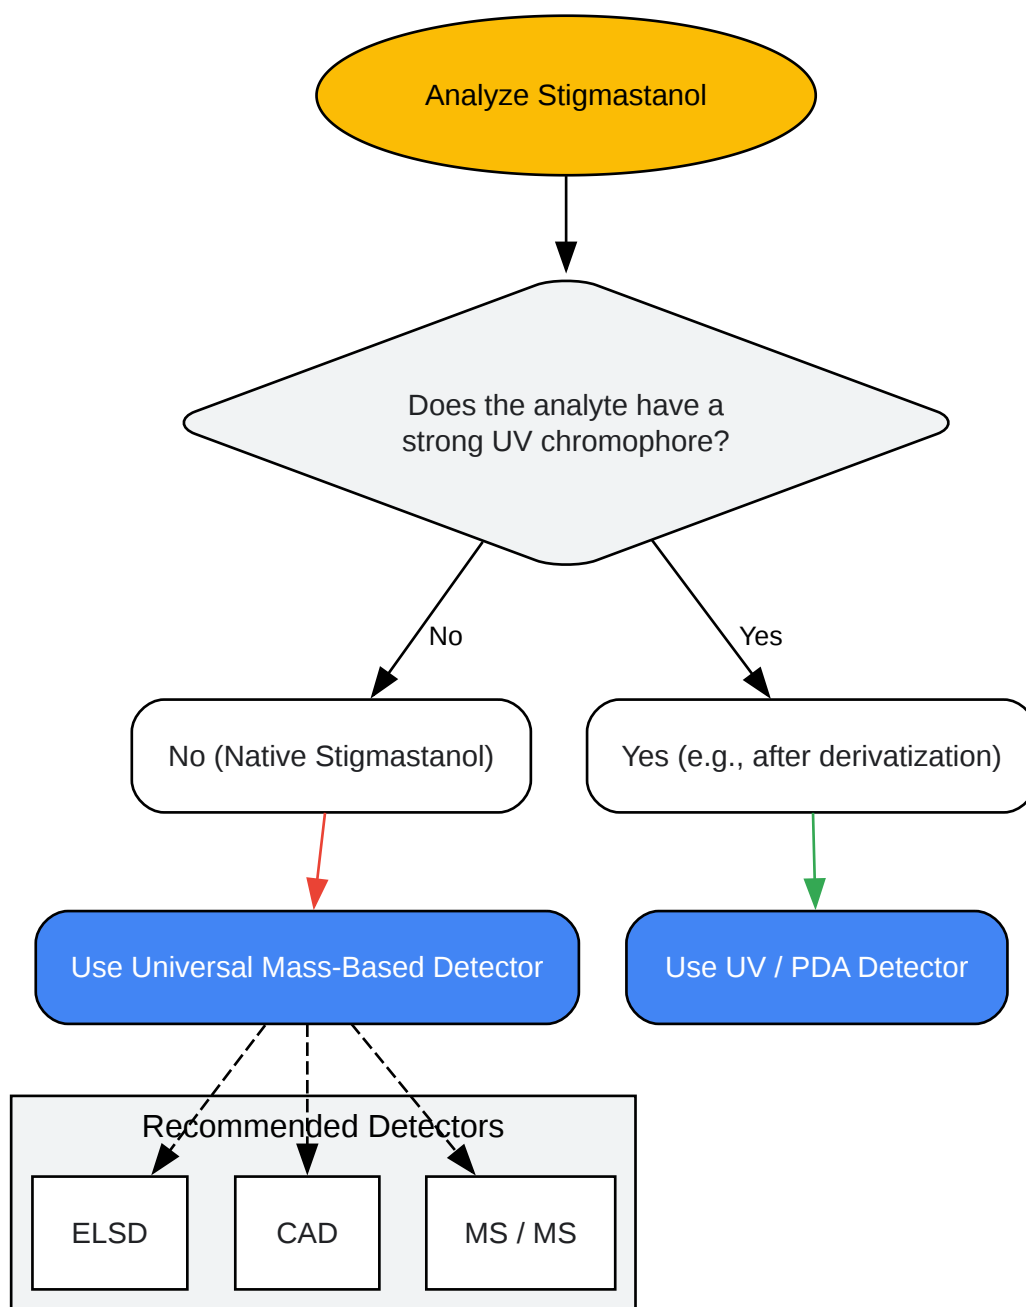 Analyze Stigmastanol
Does the analyte have a
strong UV chromophore?
No
Yes
No (Native Stigmastanol)
Yes (e.g., after derivatization)
Use Universal Mass-Based Detector
Use UV / PDA Detector
Recommended Detectors
ELSD
CAD
MS / MS